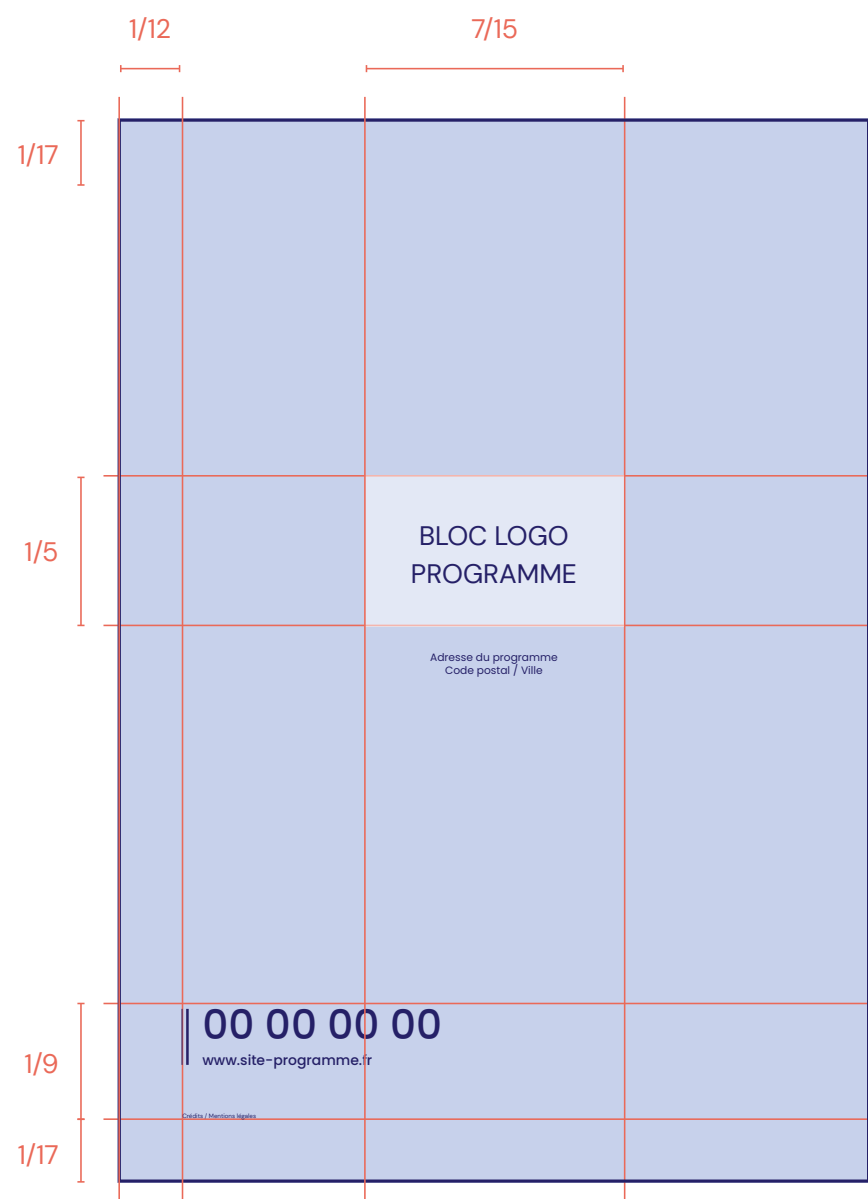 1/12
7/15
1/17
1/5
BLOC LOGO
PROGRAMME
Adresse du programme
Code postal / Ville
1/9
00 00 00 00
www.site-programme.fr
Crédits / Mentions légales
1/17